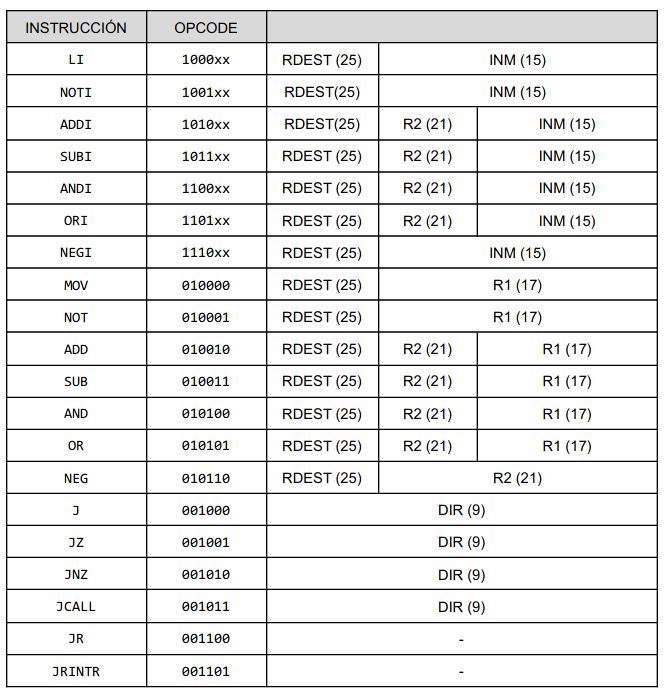 INSTRUCCIÓN OPCODE
LI 1000xx RDEST (25) INM (15)
NOTI 1001xx RDEST(25) INM (15)
ADDI 1010xx RDEST(25) R2 (21) INM (15)
SUBI 1011xx RDEST (25) R2 (21) INM (15)
ANDI 1100xx RDEST (25) R2 (21) INM (15)
ORI 1101xx RDEST (25) R2 (21) INM (15)
NEGI 1110xx RDEST (25) INM (15)
MOV 010000 RDEST (25) R1 (17)
NOT 010001 RDEST (25) R1 (17)
ADD 010010 RDEST (25) R2 (21) R1 (17)
SUB 010011 RDEST (25) R2 (21) R1 (17)
AND 010100 RDEST (25) R2 (21) R1 (17)
OR 010101 RDEST (25) R2 (21) R1 (17)
NEG 010110 RDEST (25) R2 (21)
J 001000 DIR (9)
JZ 001001 DIR (9)
JNZ 001010 DIR (9)
JCALL 001011 DIR (9)
JR 001100 -
JRINTR 001101 -